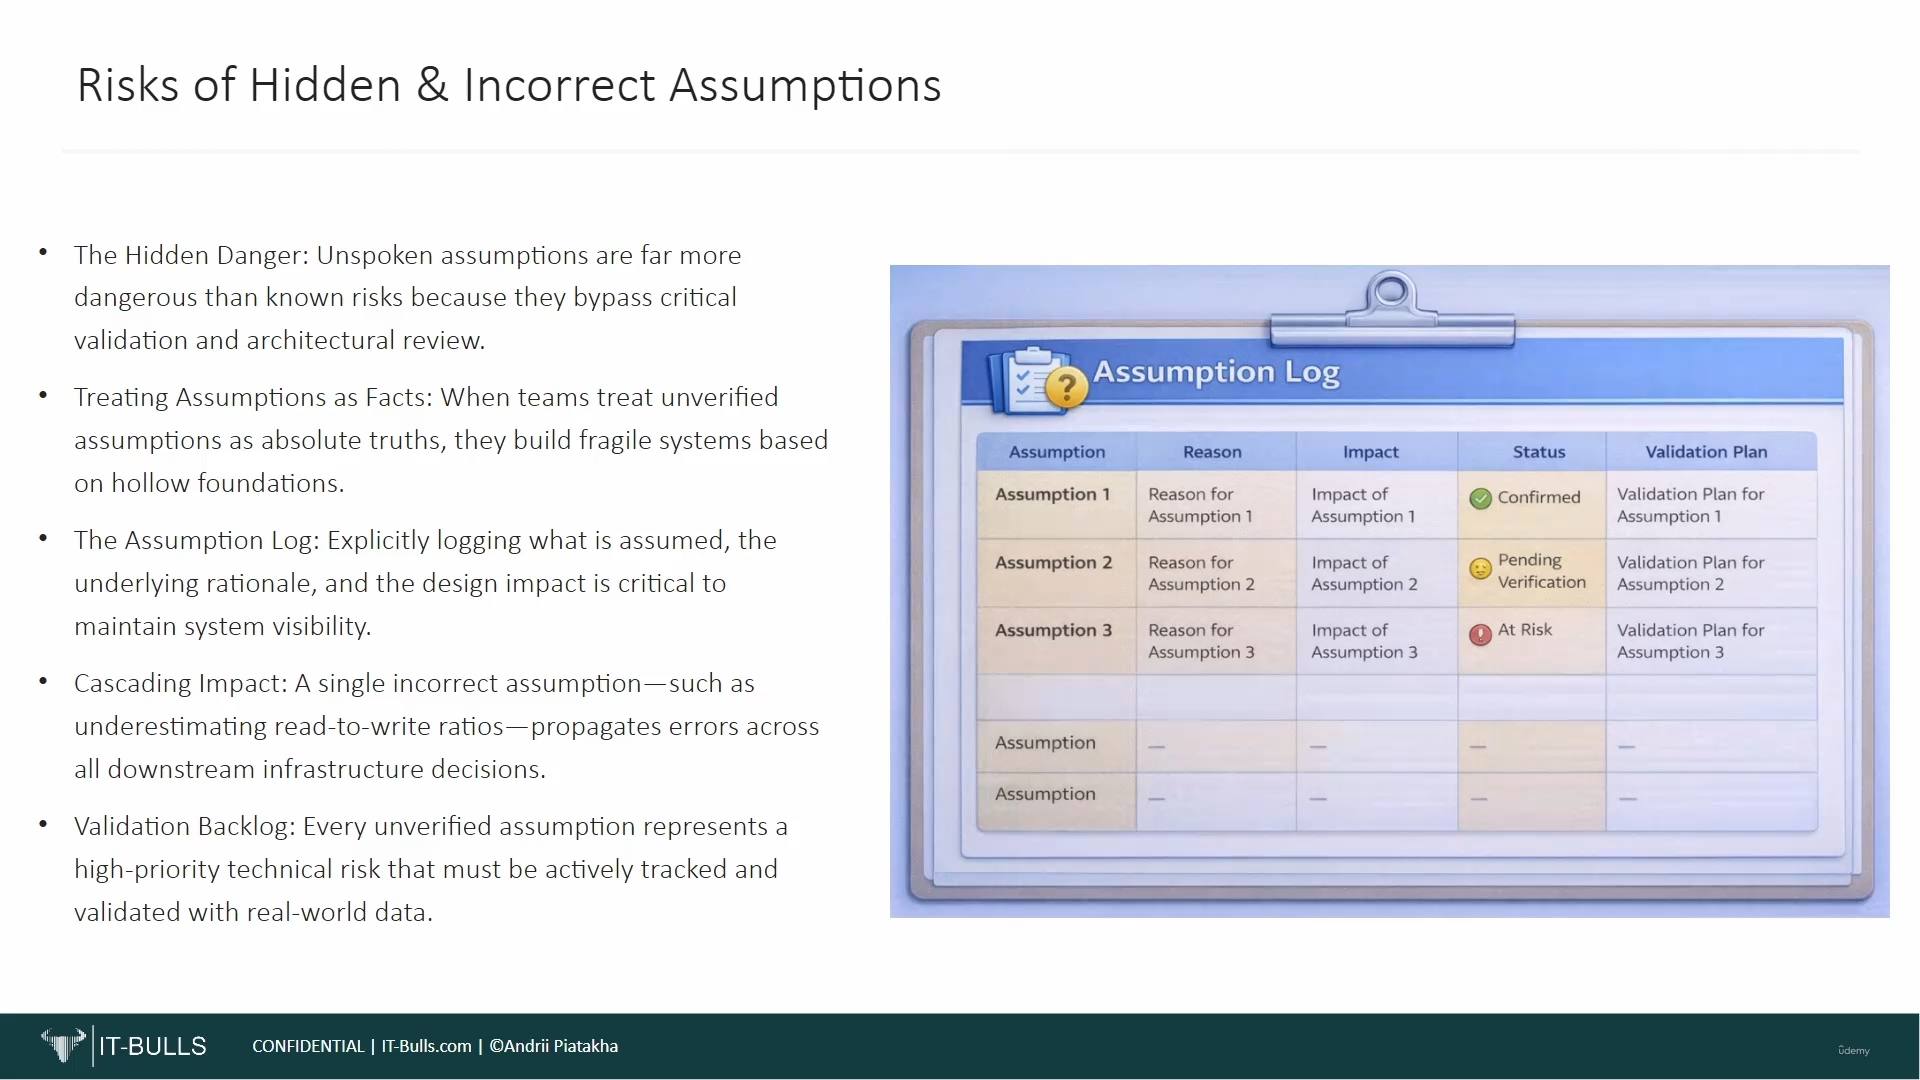 Risks of Hidden & Incorrect Assumptions
• The Hidden Danger: Unspoken assumptions are far more
dangerous than known risks because they bypass critical
validation and architectural review.
• Treating Assumptions as Facts: When teams treat unverified
assumptions as absolute truths, they build fragile systems based
on hollow foundations.
• The Assumption Log: Explicitly logging what is assumed, the
underlying rationale, and the design impact is critical to
maintain system visibility.
• Cascading Impact: A single incorrect assumption—such as
underestimating read-to-write ratios—propagates errors across
all downstream infrastructure decisions.
• Validation Backlog: Every unverified assumption represents a
high-priority technical risk that must be actively tracked and
validated with real-world data.
? Assumption Log
Assumption Reason Impact Status Validation Plan
Assumption 1 Reason for Impact of Confirmed Validation Plan for
Assumption 1 Assumption 1 Assumption 1
Assumption 2 Reason for Impact of Pending Validation Plan for
Assumption 2 Assumption 2 Verification Assumption 2
Assumption 3 Reason for Impact of ! At Risk Validation Plan for
Assumption 3 Assumption 3 Assumption 3
Assumption — — — —
Assumption — — — —
IT-BULLS CONFIDENTIAL | IT-Bulls.com | ©Andrii Piatakha
udemy